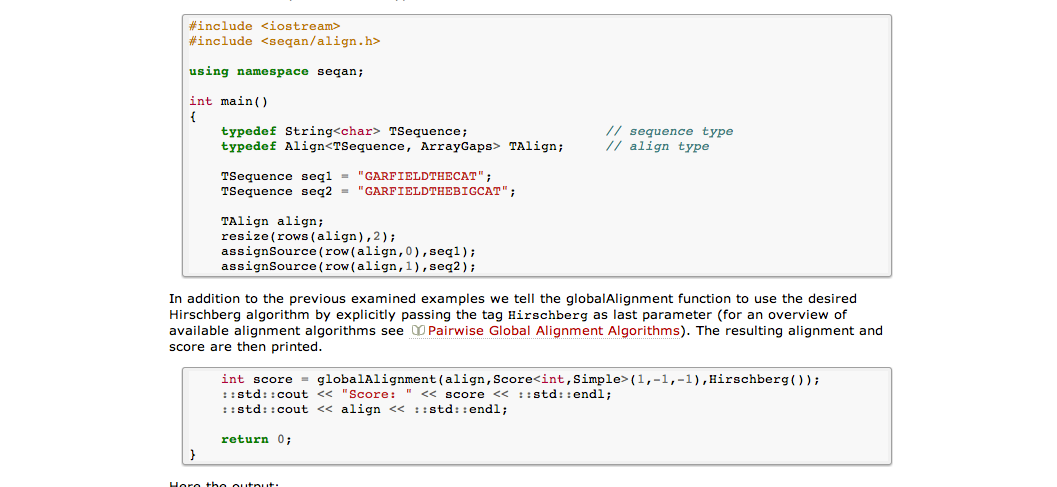 #include <iostream>
#include <seqan/align.h>
using namespace seqan;
int main()
{
typedef String<char> TSequence; // sequence type
typedef Align<TSequence, ArrayGaps> TAlign; // align type
TSequence seq1 = "GARFIELDTHECAT";
TSequence seq2 = "GARFIELDTHEBIGCAT";
TAlign align;
resize(rows(align),2);
assignSource(row(align,0),seq1);
assignSource(row(align,1),seq2);
In addition to the previous examined examples we tell the globalAlignment function to use the desired
Hirschberg algorithm by explicitly passing the tag Hirschberg as last parameter (for an overview of
available alignment algorithms see Pairwise Global Alignment Algorithms). The resulting alignment and
score are then printed.
int score = globalAlignment(align,Score<int,Simple>(1,-1,-1),Hirschberg());
::std::cout << "Score: " << score << ::std::endl;
::std::cout << align << ::std::endl;
return 0;
}
Here the output: